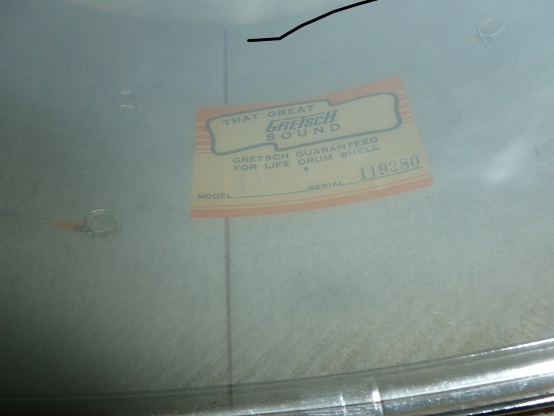 THAT GREAT
GRETSCH
SOUND
GRETSCH GUARANTEED
FOR LIFE DRUM SHELL
MODEL SERIAL 119280